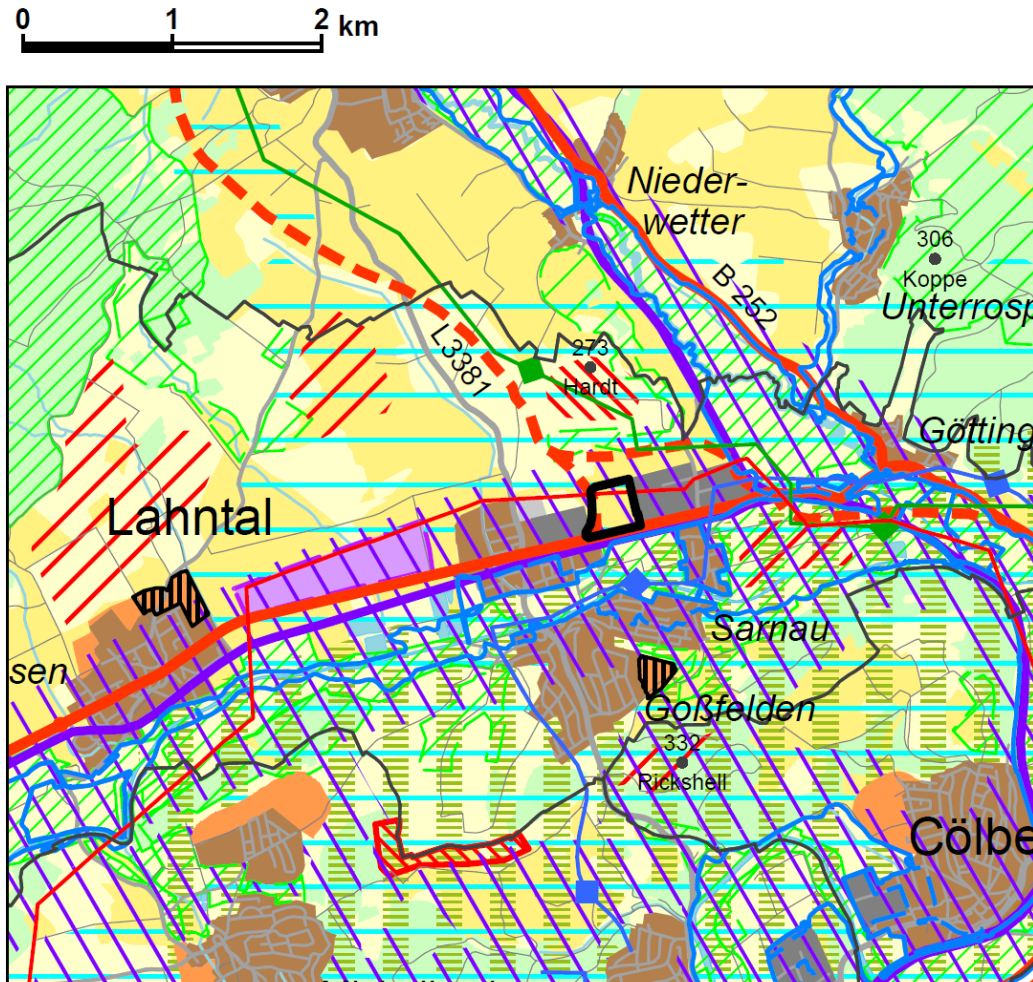 0 1 2 km
Nieder-
wetter
306
Koppe
B 252
Unterrosp
L3381
273
Hardt
Götting
Lahntal
Sarnau
sen
Goßfelden
332
Rickshell
Cölbe